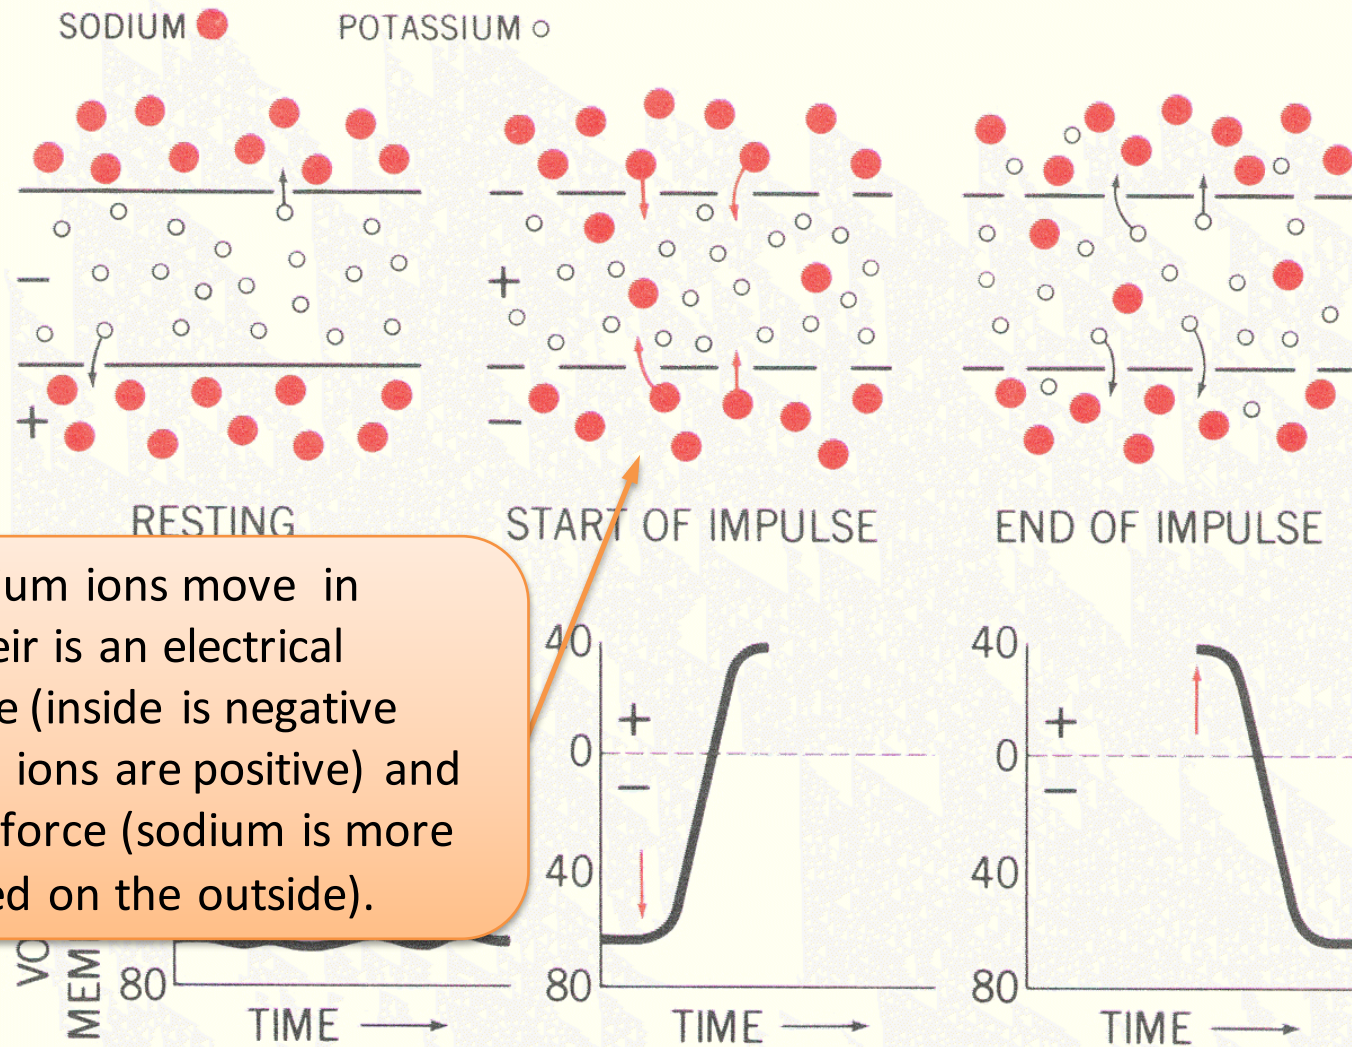 SODIUM POTASSIUM
− + +
− −
RESTING START OF IMPULSE END OF IMPULSE
um ions move in
eir is an electrical
e (inside is negative
ions are positive) and
force (sodium is more
ed on the outside).
40 + 0 − 40 80
40 + 0 − 40 80
VO
MEM
80
TIME TIME TIME